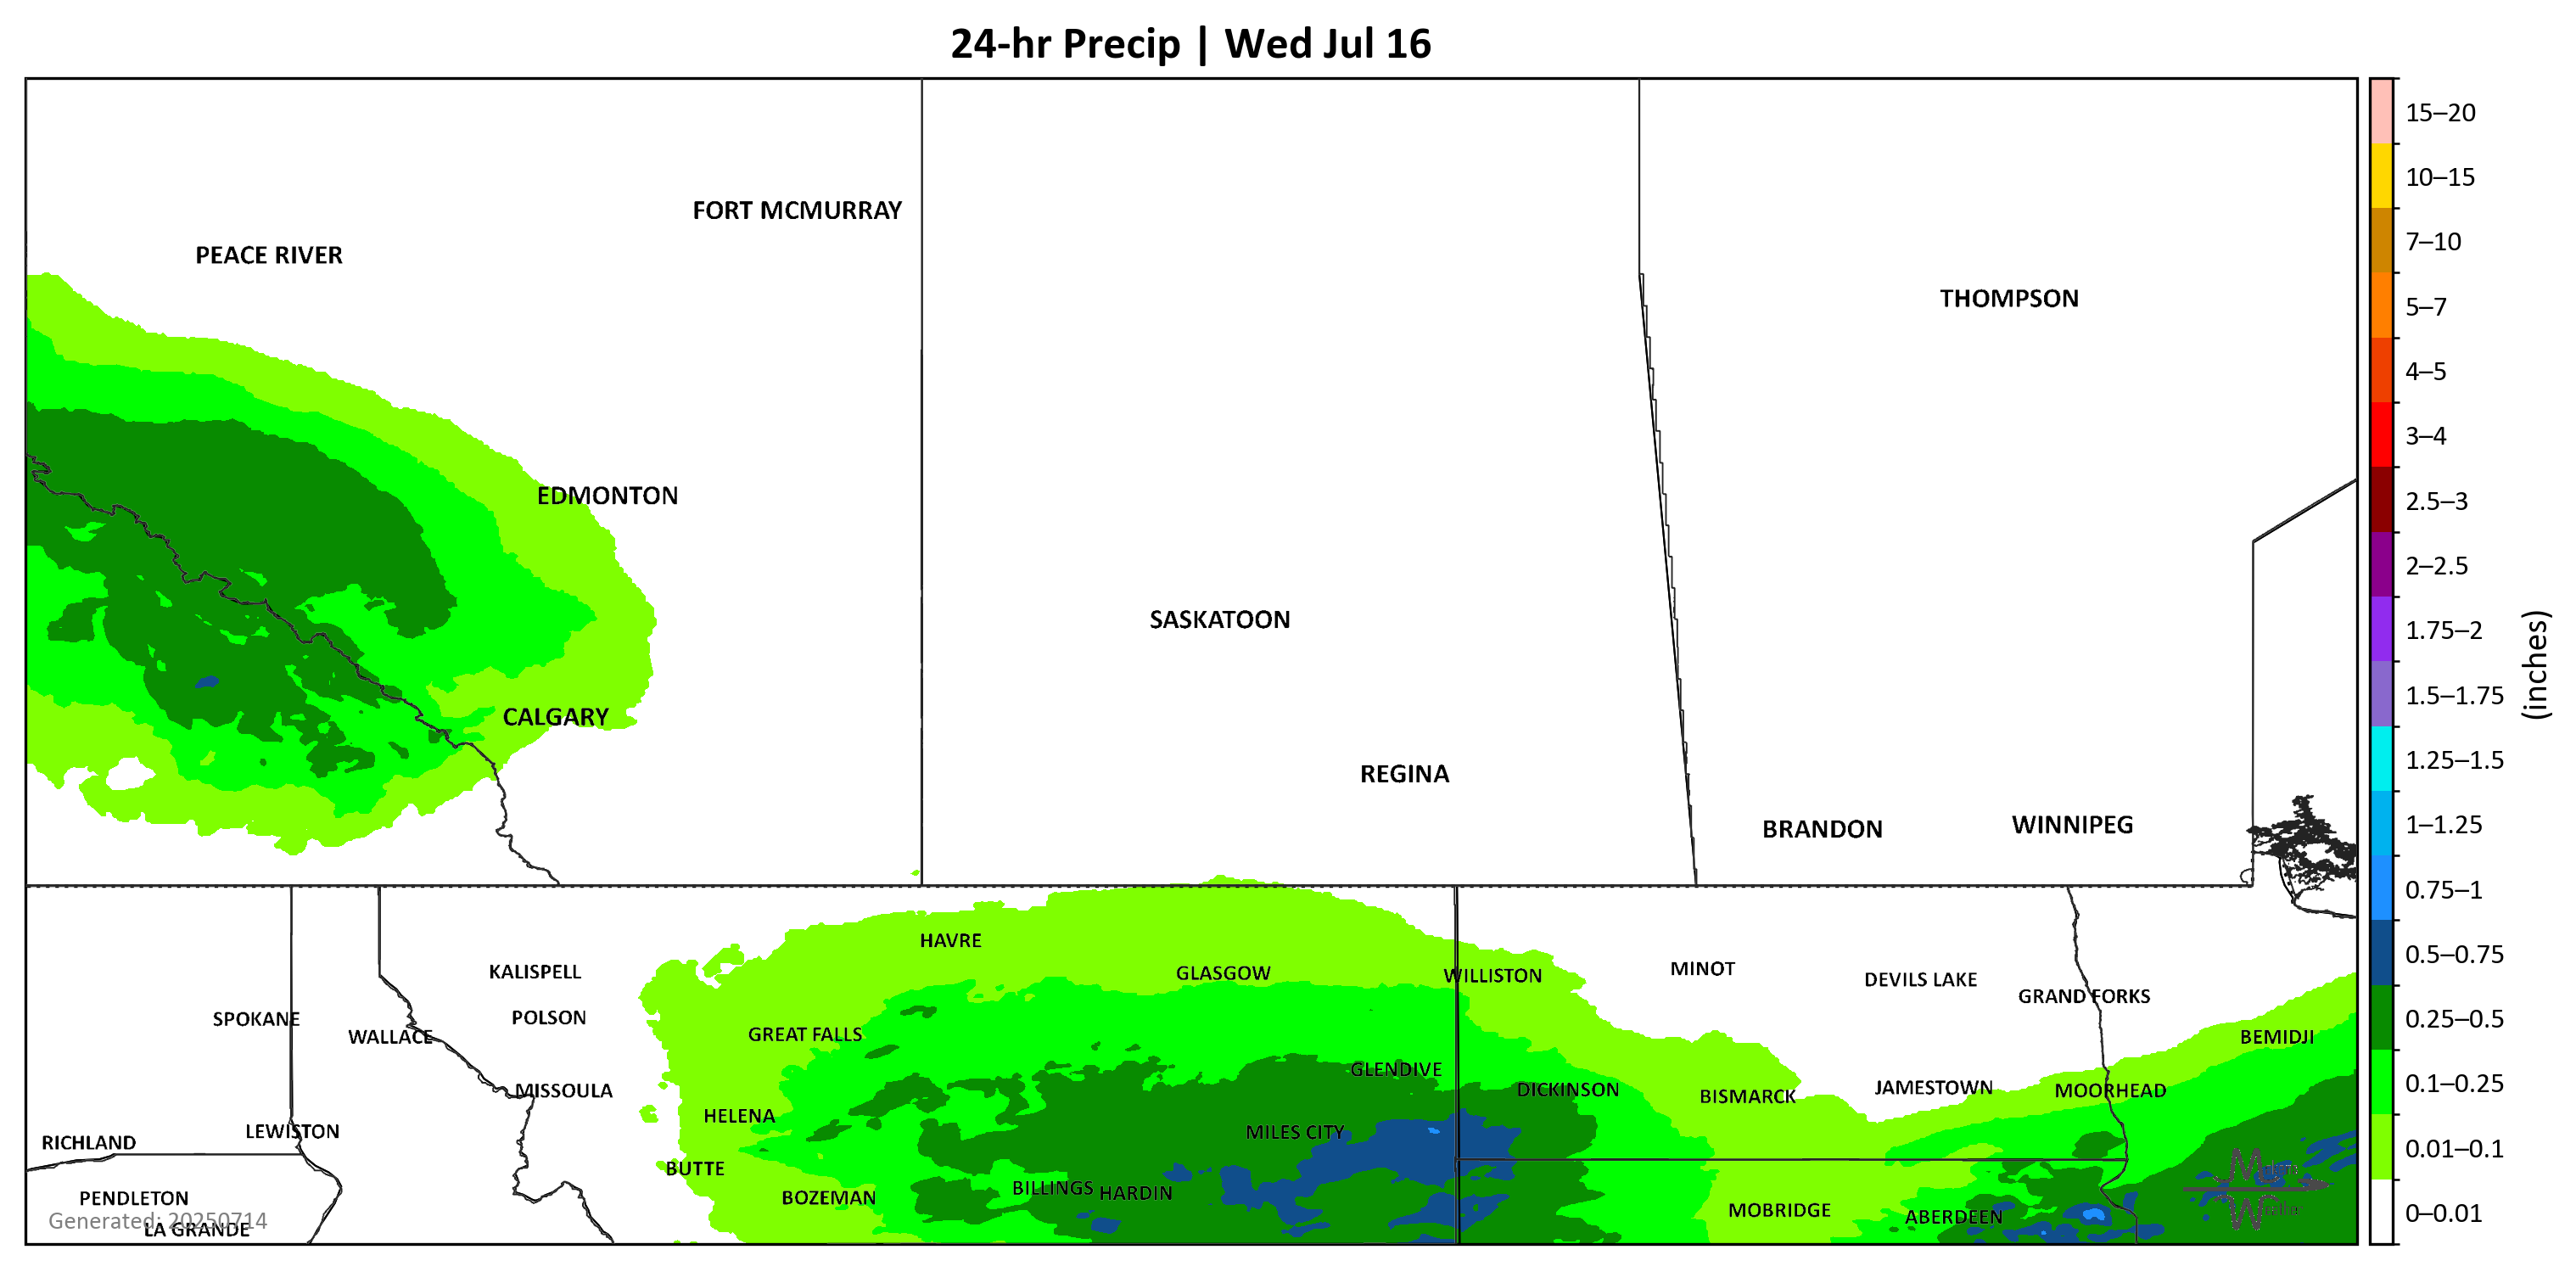 24-hr Precip | Wed Jul 16
FORT MCMURRAY
PEACE RIVER
THOMPSON
EDMONTON
SASKATOON
CALGARY
REGINA
BRANDON
WINNIPEG
HAVRE
KALISPELL
GLASGOW
WILLISTON
MINOT
DEVILS LAKE
GRAND FORKS
SPOKANE
POLSON
WALLACE
GREAT FALLS
BEMIDJI
GLENDIVE
MISSOULA
DICKINSON
BISMARCK
JAMESTOWN
MOORHEAD
HELENA
RICHLAND
LEWISTON
MILES CITY
BUTTE
PENDLETON
BOZEMAN
BILLINGS
HARDIN
MOBRIDGE
ABERDEEN
Generated: 20250714
LA GRANDE
15–20
10–15
7–10
5–7
4–5
3–4
2.5–3
2–2.5
1.75–2
1.5–1.75
1.25–1.5
1–1.25
0.75–1
0.5–0.75
0.25–0.5
0.1–0.25
0.01–0.1
0–0.01
(inches)